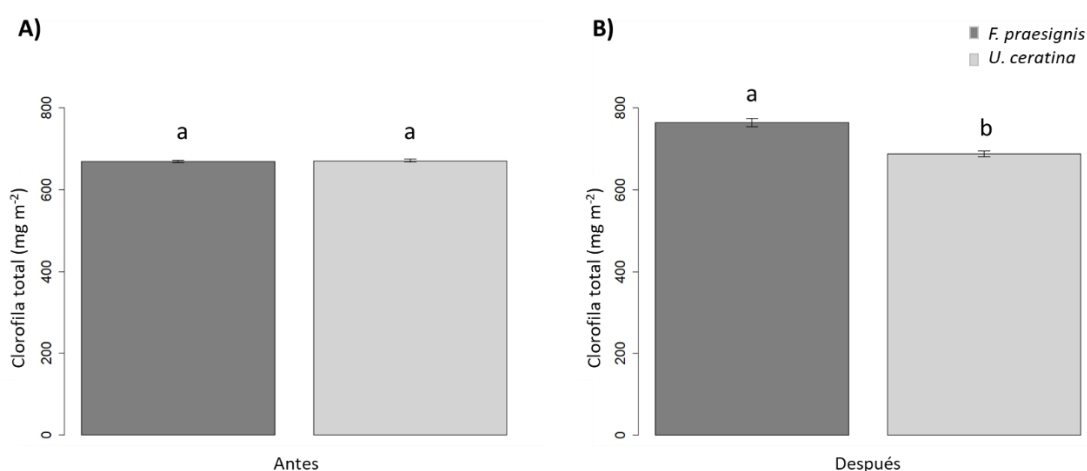 A)
Clorofila total (mg m-2)
800
600
400
200
0
a
a
Antes
B)
F. praesignis
U. ceratina
Clorofila total (mg m-2)
800
600
400
200
0
a
b
Después